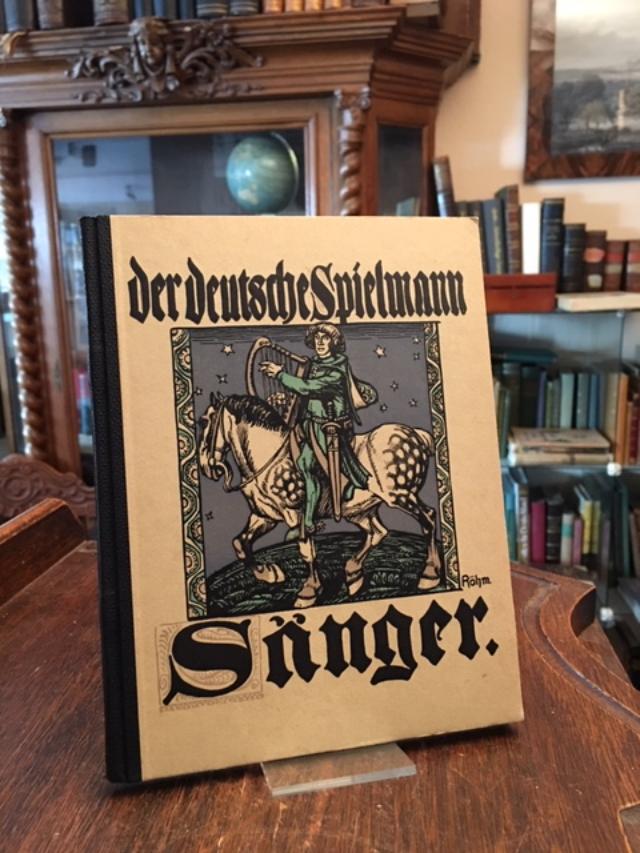 der deutsche Spielmann
Röhm.
Sänger.